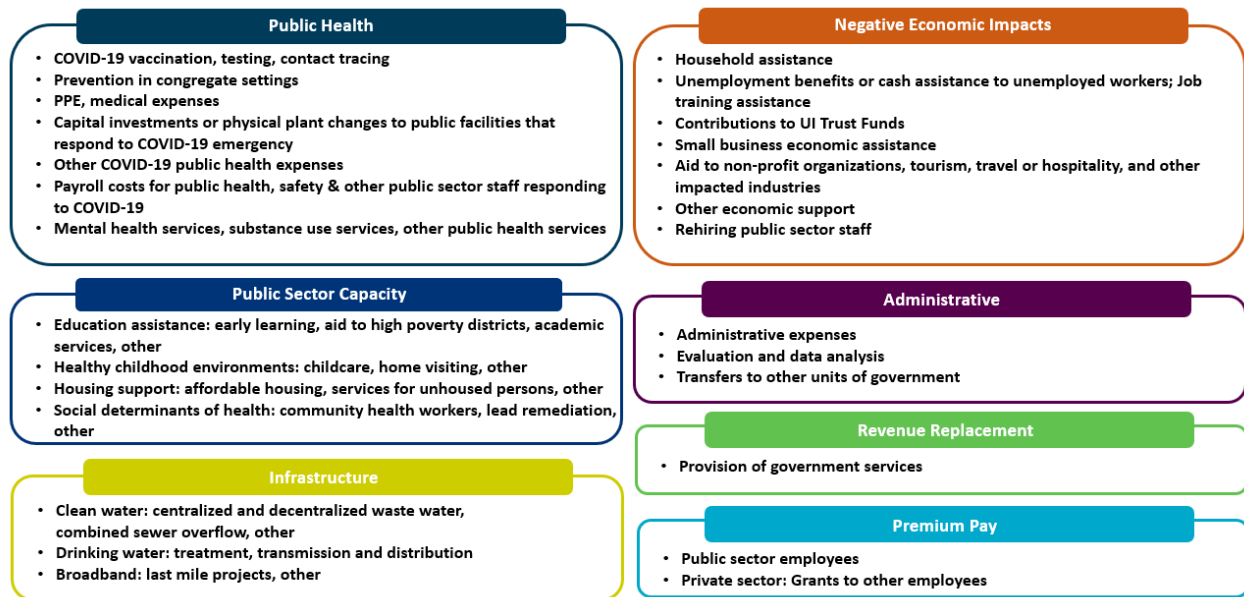 Public Health
• COVID-19 vaccination, testing, contact tracing
• Prevention in congregate settings
• PPE, medical expenses
• Capital investments or physical plant changes to public facilities that
respond to COVID-19 emergency
• Other COVID-19 public health expenses
• Payroll costs for public health, safety & other public sector staff responding
to COVID-19
• Mental health services, substance use services, other public health services
Negative Economic Impacts
• Household assistance
• Unemployment benefits or cash assistance to unemployed workers; Job
training assistance
• Contributions to UI Trust Funds
• Small business economic assistance
• Aid to non-profit organizations, tourism, travel or hospitality, and other
impacted industries
• Other economic support
• Rehiring public sector staff
Public Sector Capacity
• Education assistance: early learning, aid to high poverty districts, academic
services, other
• Healthy childhood environments: childcare, home visiting, other
• Housing support: affordable housing, services for unhoused persons, other
• Social determinants of health: community health workers, lead remediation,
other
Administrative
• Administrative expenses
• Evaluation and data analysis
• Transfers to other units of government
Revenue Replacement
• Provision of government services
Infrastructure
• Clean water: centralized and decentralized waste water,
combined sewer overflow, other
• Drinking water: treatment, transmission and distribution
• Broadband: last mile projects, other
Premium Pay
• Public sector employees
• Private sector: Grants to other employees